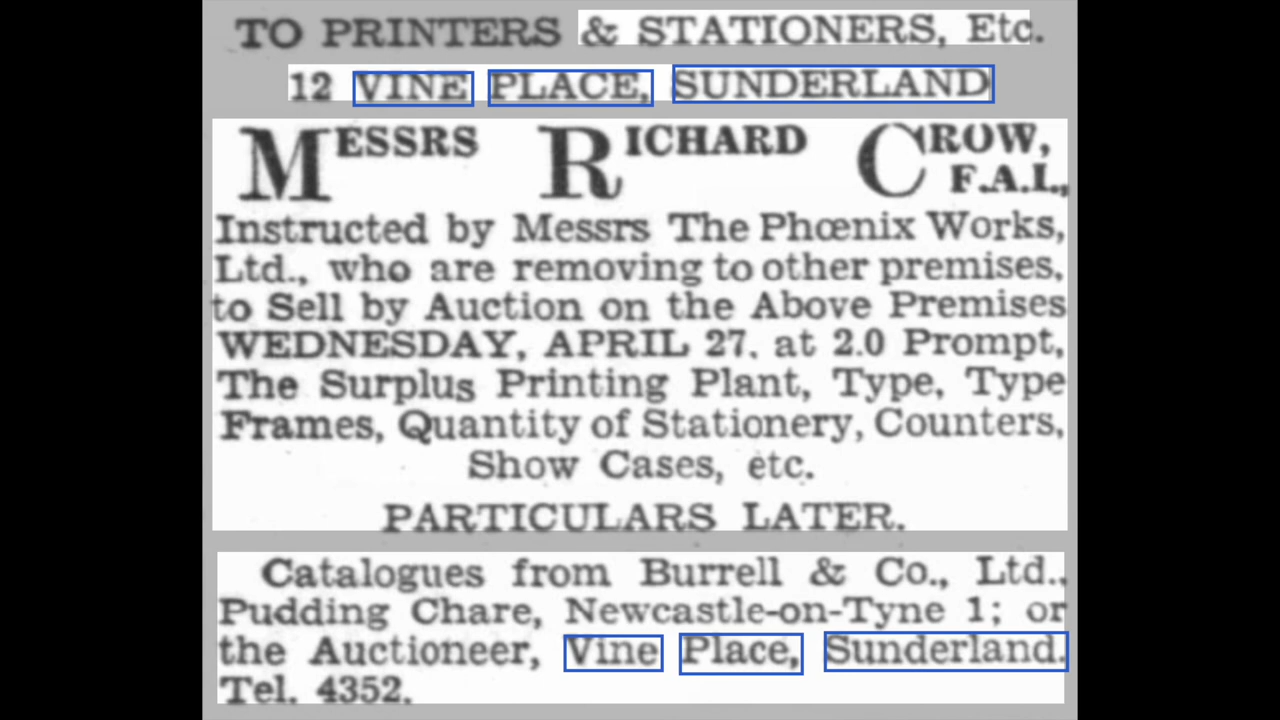 TO PRINTERS & STATIONERS, Etc.
12 VINE PLACE, SUNDERLAND
MESSRS RICHARD CROW,
F.A.I.,
Instructed by Messrs The Phœnix Works,
Ltd., who are removing to other premises,
to Sell by Auction on the Above Premises
WEDNESDAY, APRIL 27, at 2.0 Prompt,
The Surplus Printing Plant, Type, Type
Frames, Quantity of Stationery, Counters,
Show Cases, etc.
PARTICULARS LATER.
Catalogues from Burrell & Co., Ltd.,
Pudding Chare, Newcastle-on-Tyne 1; or
the Auctioneer, Vine Place, Sunderland.
Tel. 4352.